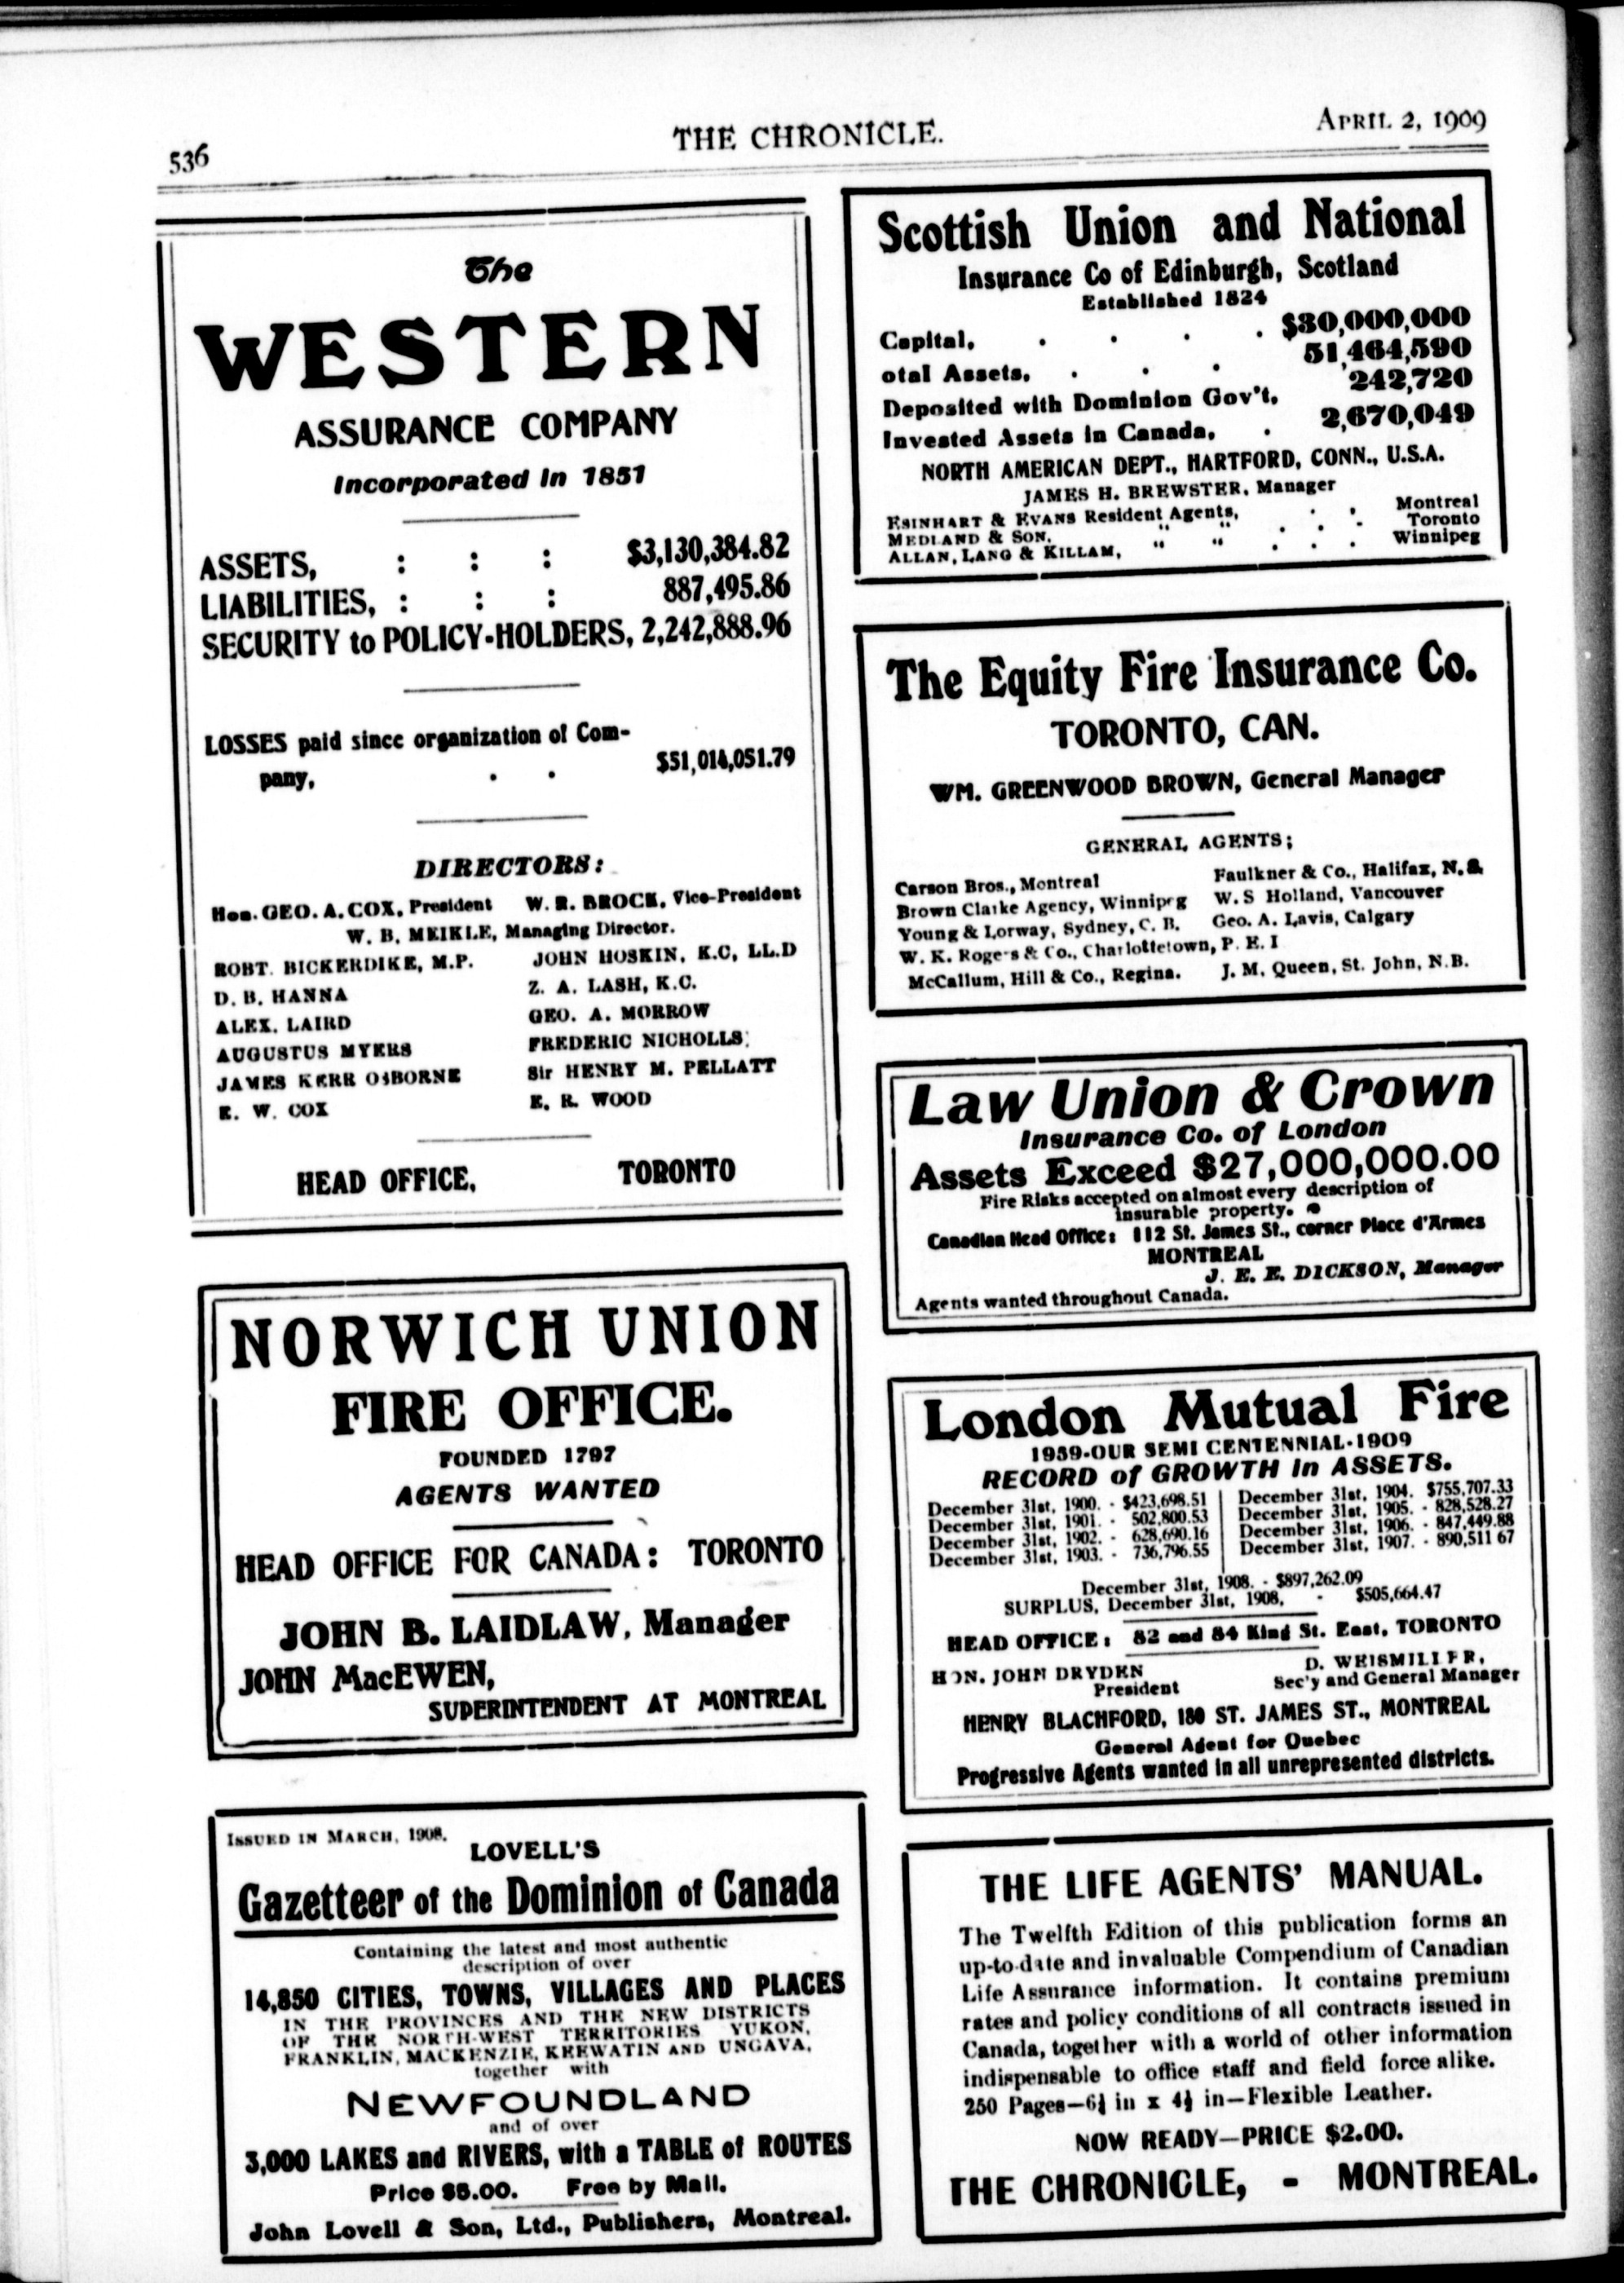 536
THE CHRONICLE.
APRIL 2, 1909
The
WESTERN
ASSURANCE COMPANY
Incorporated in 1851
ASSETS, : : : $3,130,384.82
LIABILITIES, : : : 887,495.86
SECURITY to POLICY-HOLDERS, 2,242,888.96
LOSSES paid since organization of Com-
pany, . . $51,014,051.79
DIRECTORS:
Hon. GEO. A. COX, President W. R. BROCK, Vice-President
W. B. MEIKLE, Managing Director.
ROBT. BICKERDIKE, M.P. JOHN HOSKIN, K.C, LL.D
D. B. HANNA Z. A. LASH, K.C.
ALEX. LAIRD GEO. A. MORROW
AUGUSTUS MYERS FREDERIC NICHOLLS
JAMES KERR OSBORNE Sir HENRY M. PELLATT
E. W. COX E. R. WOOD
HEAD OFFICE, TORONTO
NORWICH UNION
FIRE OFFICE.
FOUNDED 1797
AGENTS WANTED
HEAD OFFICE FOR CANADA: TORONTO
JOHN B. LAIDLAW, Manager
JOHN MacEWEN,
SUPERINTENDENT AT MONTREAL
ISSUED IN MARCH, 1908.
LOVELL'S
Gazetteer of the Dominion of Canada
Containing the latest and most authentic
description of over
14,850 CITIES, TOWNS, VILLAGES AND PLACES
IN THE PROVINCES AND THE NEW DISTRICTS
OF THE NORTH-WEST TERRITORIES YUKON,
FRANKLIN, MACKENZIE, KEEWATIN AND UNGAVA,
together with
NEWFOUNDLAND
and of over
3,000 LAKES and RIVERS, with a TABLE of ROUTES
Price $5.00. Free by Mail.
John Lovell & Son, Ltd., Publishers, Montreal.
Scottish Union and National
Insurance Co of Edinburgh, Scotland
Established 1824
Capital, . . . . $30,000,000
otal Assets, . . . 51,464,590
Deposited with Dominion Gov't, 242,720
Invested Assets in Canada, . 2,670,049
NORTH AMERICAN DEPT., HARTFORD, CONN., U.S.A.
JAMES H. BREWSTER, Manager
ESINHART & EVANS Resident Agents, . . . Montreal
MEDLAND & SON, " " . . . Toronto
ALLAN, LANG & KILLAM, " " . . . Winnipeg
The Equity Fire Insurance Co.
TORONTO, CAN.
WM. GREENWOOD BROWN, General Manager
GENERAL AGENTS;
Carson Bros., Montreal Faulkner & Co., Halifax, N.S.
Brown Clarke Agency, Winnipeg W. S Holland, Vancouver
Young & Lorway, Sydney, C. B. Geo. A. Lavis, Calgary
W. K. Rogers & Co., Charlottetown, P. E. I
McCallum, Hill & Co., Regina. J. M. Queen, St. John, N.B.
Law Union & Crown
Insurance Co. of London
Assets Exceed $27,000,000.00
Fire Risks accepted on almost every description of
insurable property.
Canadian Head Office: 112 St. James St., corner Place d'Armes
MONTREAL
J. E. E. DICKSON, Manager
Agents wanted throughout Canada.
London Mutual Fire
1959-OUR SEMI CENTENNIAL-1909
RECORD of GROWTH in ASSETS.
December 31st, 1900. - $423,698.51 December 31st, 1904. $755,707.33
December 31st, 1901. - 502,800.53 December 31st, 1905. - 828,528.27
December 31st, 1902. - 628,690.16 December 31st, 1906. - 847,449.88
December 31st, 1903. - 736,796.55 December 31st, 1907. - 890,511 67
December 31st, 1908. - $897,262.09
SURPLUS, December 31st, 1908, - $505,664.47
HEAD OFFICE: 82 and 84 King St. East, TORONTO
HON. JOHN DRYDEN D. WEISMILLER,
President Sec'y and General Manager
HENRY BLACHFORD, 180 ST. JAMES ST., MONTREAL
General Agent for Quebec
Progressive Agents wanted in all unrepresented districts.
THE LIFE AGENTS' MANUAL.
The Twelfth Edition of this publication forms an
up-to-date and invaluable Compendium of Canadian
Life Assurance information. It contains premium
rates and policy conditions of all contracts issued in
Canada, together with a world of other information
indispensable to office staff and field force alike.
250 Pages—6½ in x 4½ in—Flexible Leather.
NOW READY—PRICE $2.00.
THE CHRONICLE, - MONTREAL.